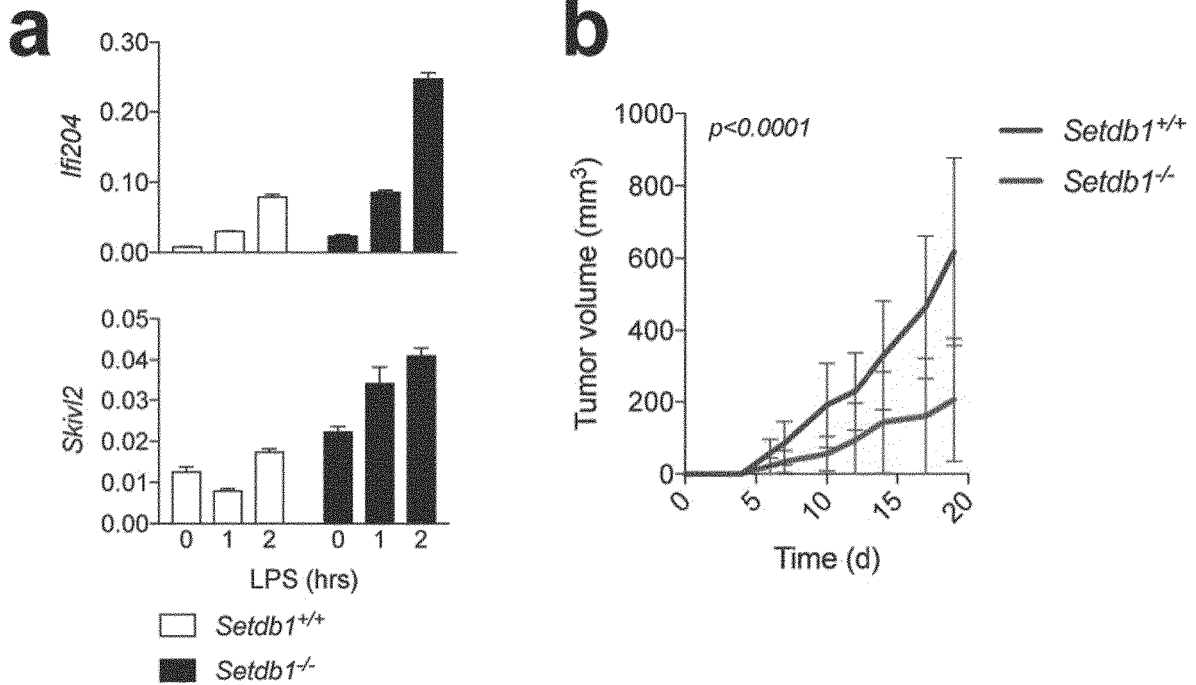 a
Ifi204
0.30
0.20
0.10
0.00
Skivl2
0.05
0.04
0.03
0.02
0.01
0.00
0 1 2 0 1 2
LPS (hrs)
Setdb1+/+
Setdb1-/-
b
Tumor volume (mm3)
1000
800
600
400
200
0
p<0.0001
0 5 10 15 20
Time (d)
Setdb1+/+
Setdb1-/-